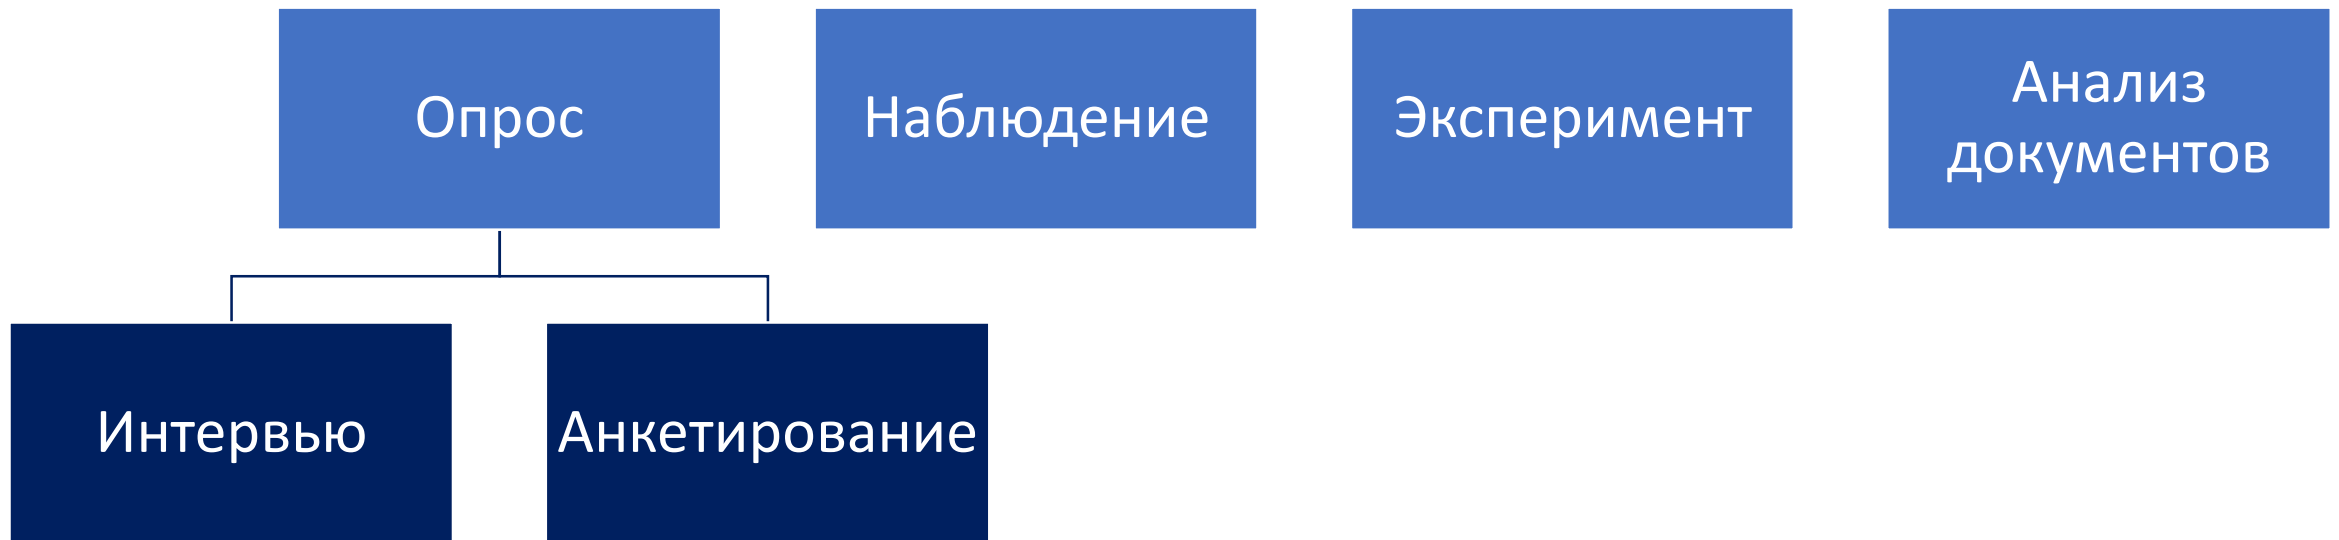 Опрос
Наблюдение
Эксперимент
Анализ
документов
Интервью
Анкетирование